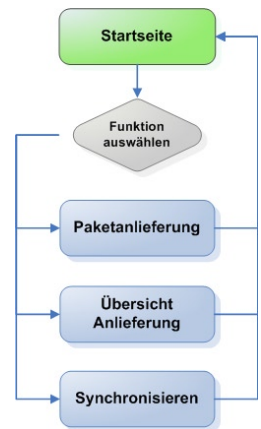 Startseite
Funktion
auswählen
Paketanlieferung
Übersicht
Anlieferung
Synchronisieren